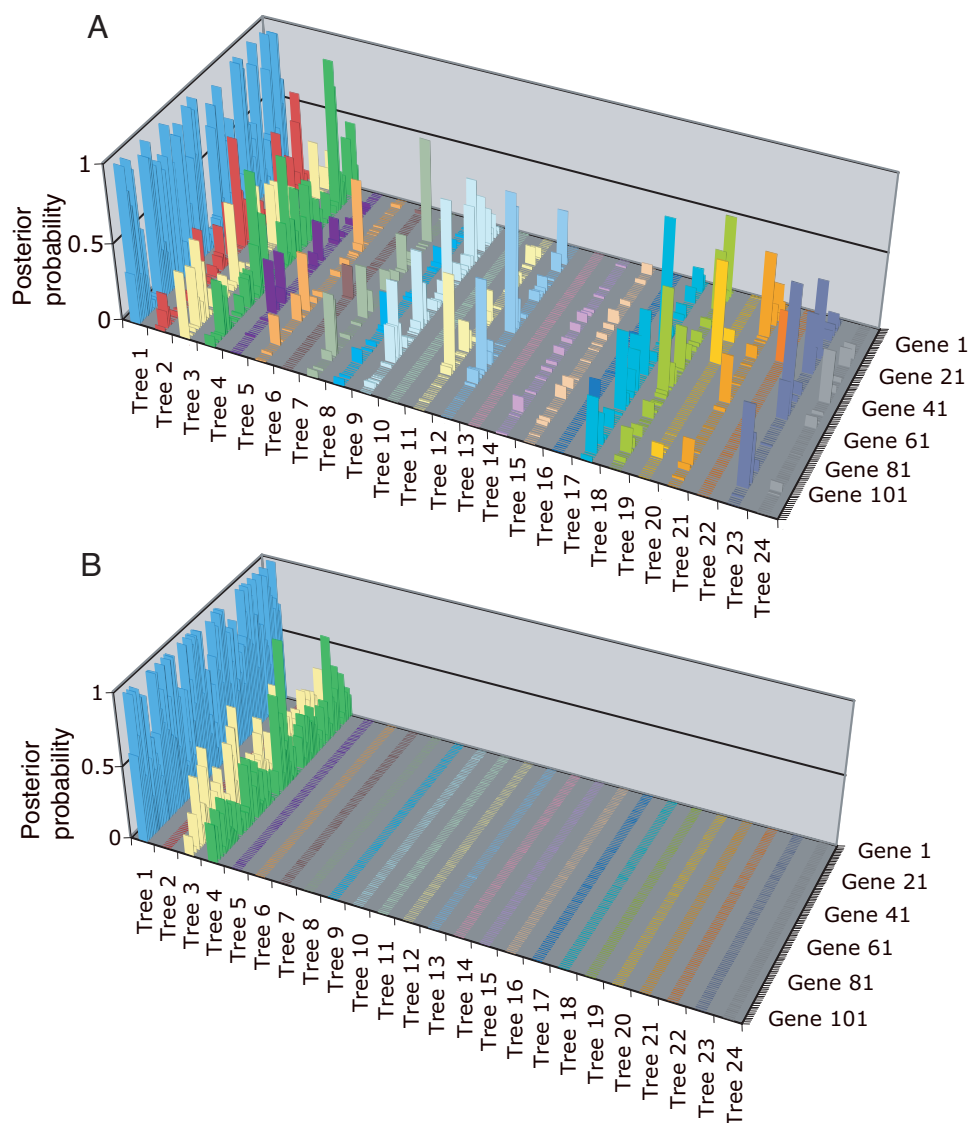 A
Posterior
probability
1
0.5
0
Tree 1
Tree 2
Tree 3
Tree 4
Tree 5
Tree 6
Tree 7
Tree 8
Tree 9
Tree 10
Tree 11
Tree 12
Tree 13
Tree 14
Tree 15
Tree 16
Tree 17
Tree 18
Tree 19
Tree 20
Tree 21
Tree 22
Tree 23
Tree 24
Gene 1
Gene 21
Gene 41
Gene 61
Gene 81
Gene 101
B
Posterior
probability
1
0.5
0
Tree 1
Tree 2
Tree 3
Tree 4
Tree 5
Tree 6
Tree 7
Tree 8
Tree 9
Tree 10
Tree 11
Tree 12
Tree 13
Tree 14
Tree 15
Tree 16
Tree 17
Tree 18
Tree 19
Tree 20
Tree 21
Tree 22
Tree 23
Tree 24
Gene 1
Gene 21
Gene 41
Gene 61
Gene 81
Gene 101